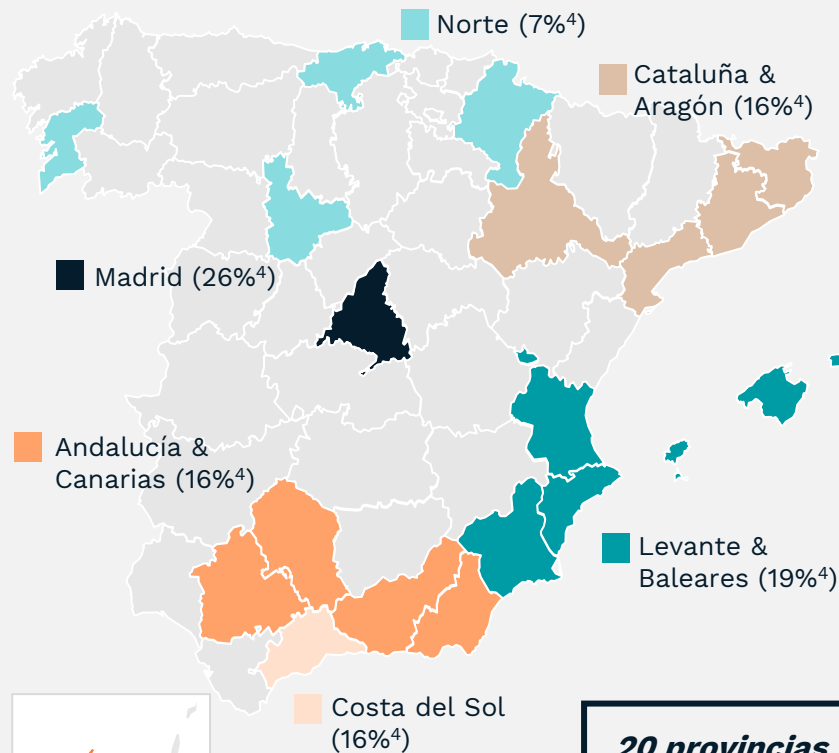 Norte (7%⁴)
Cataluña &
Aragón (16%⁴)
Madrid (26%⁴)
Andalucía &
Canarias (16%⁴)
Levante &
Baleares (19%⁴)
Costa del Sol
(16%⁴)
20 provincias